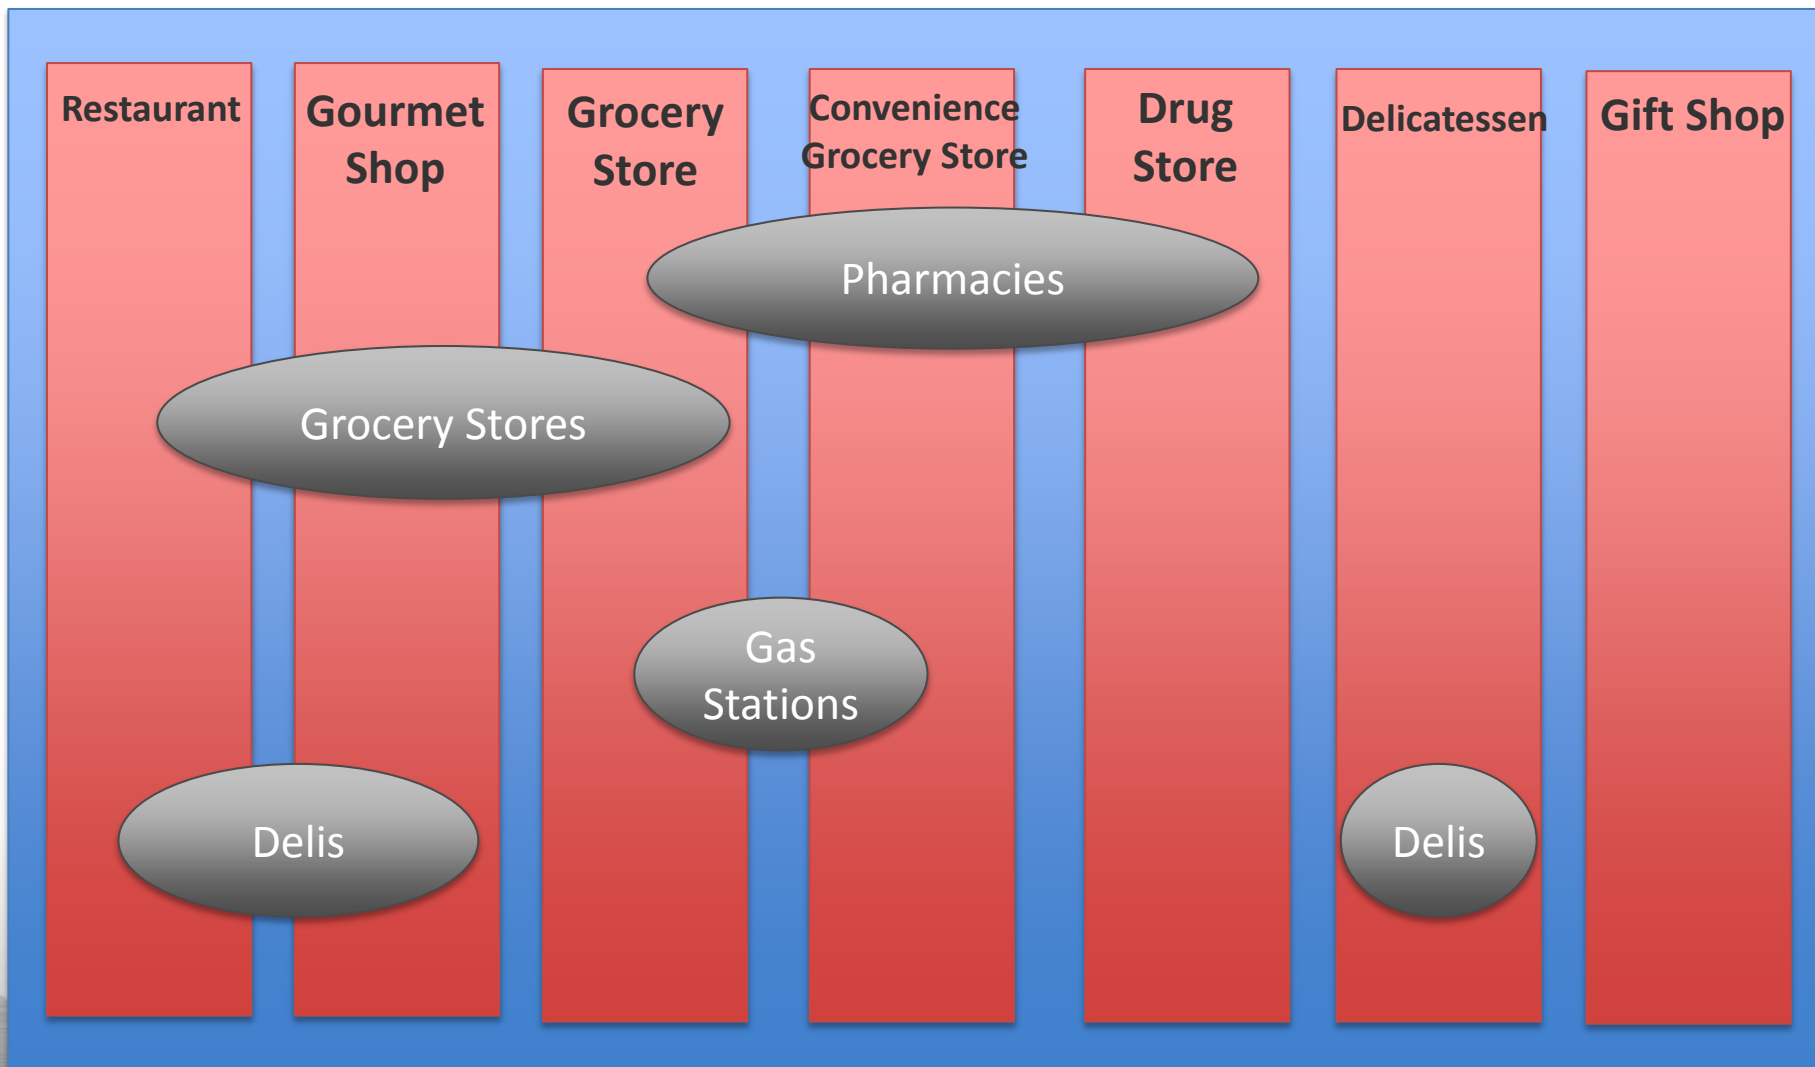 Restaurant
Gourmet
Shop
Grocery
Store
Convenience
Grocery Store
Drug
Store
Delicatessen
Gift Shop
Pharmacies
Grocery Stores
Gas
Stations
Delis
Delis